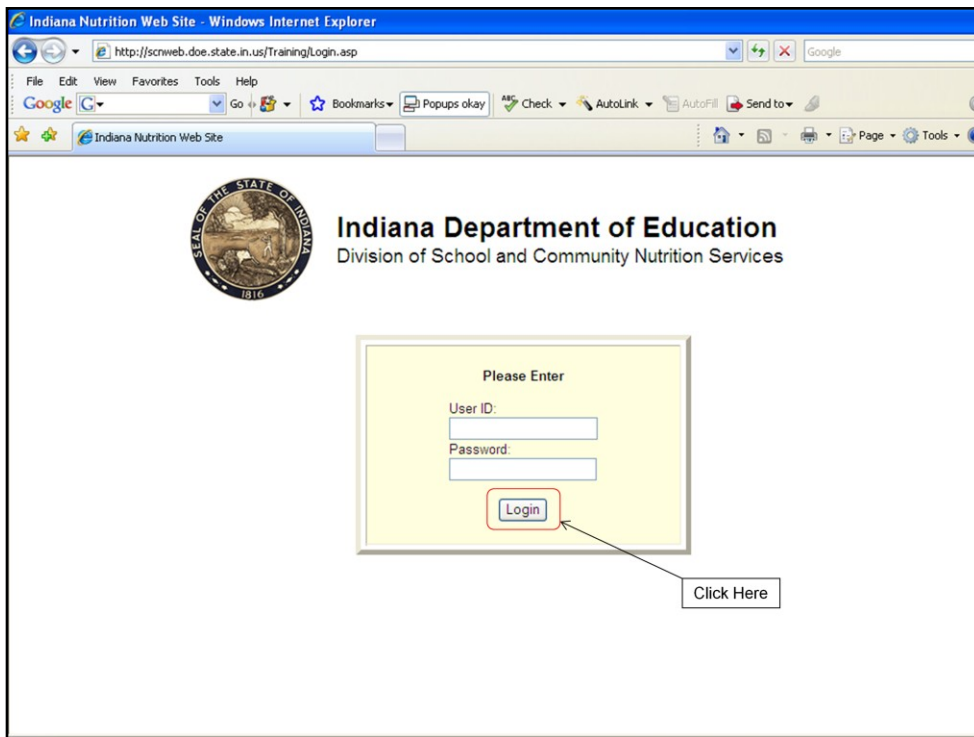 Indiana Nutrition Web Site - Windows Internet Explorer
http://scnweb.doe.state.in.us/Training/Login.asp
Google
File Edit View Favorites Tools Help
Google G Go Bookmarks Popups okay ABC Check AutoLink AutoFill Send to
Indiana Nutrition Web Site Page Tools
SEAL OF THE STATE OF INDIANA
1816
Indiana Department of Education
Division of School and Community Nutrition Services
Please Enter
User ID:
Password:
Login
Click Here